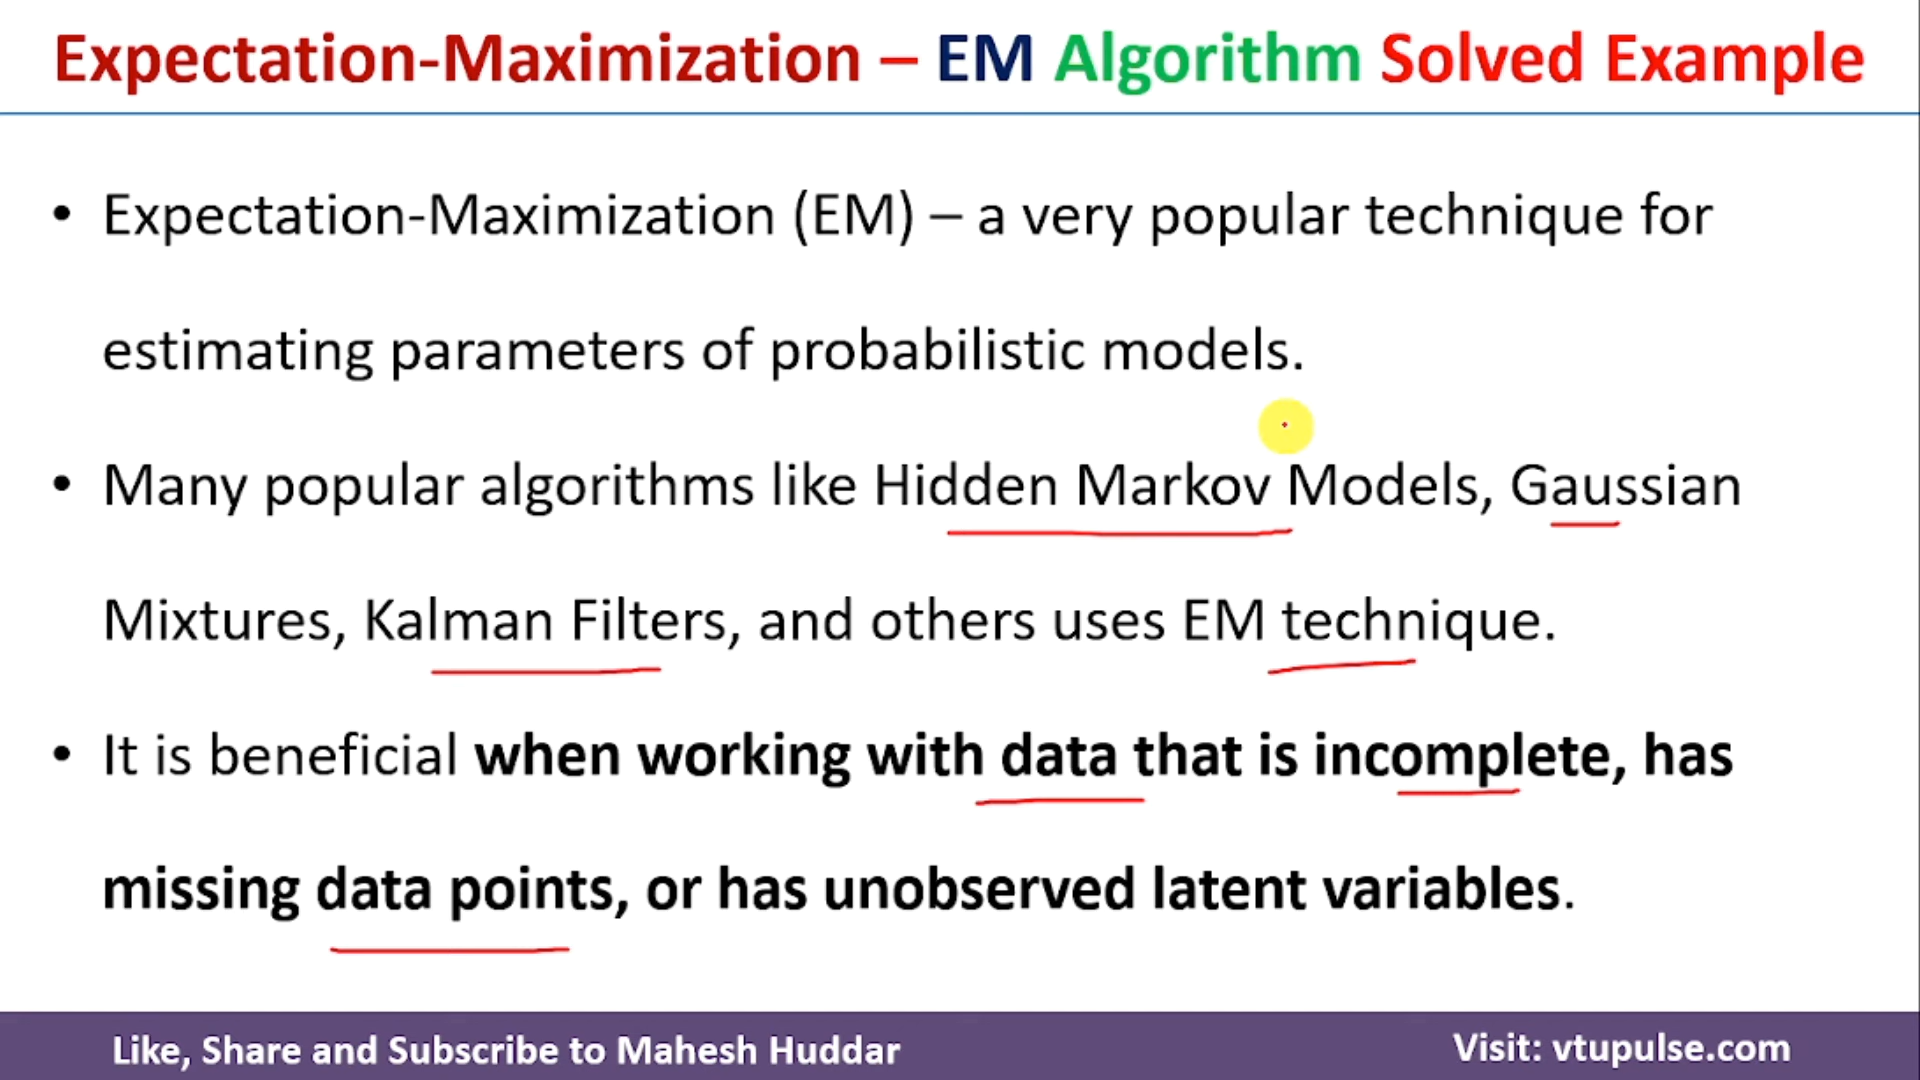 Expectation-Maximization – EM Algorithm Solved Example
• Expectation-Maximization (EM) – a very popular technique for
estimating parameters of probabilistic models.
• Many popular algorithms like Hidden Markov Models, Gaussian
Mixtures, Kalman Filters, and others uses EM technique.
• It is beneficial when working with data that is incomplete, has
missing data points, or has unobserved latent variables.
Like, Share and Subscribe to Mahesh Huddar
Visit: vtupulse.com